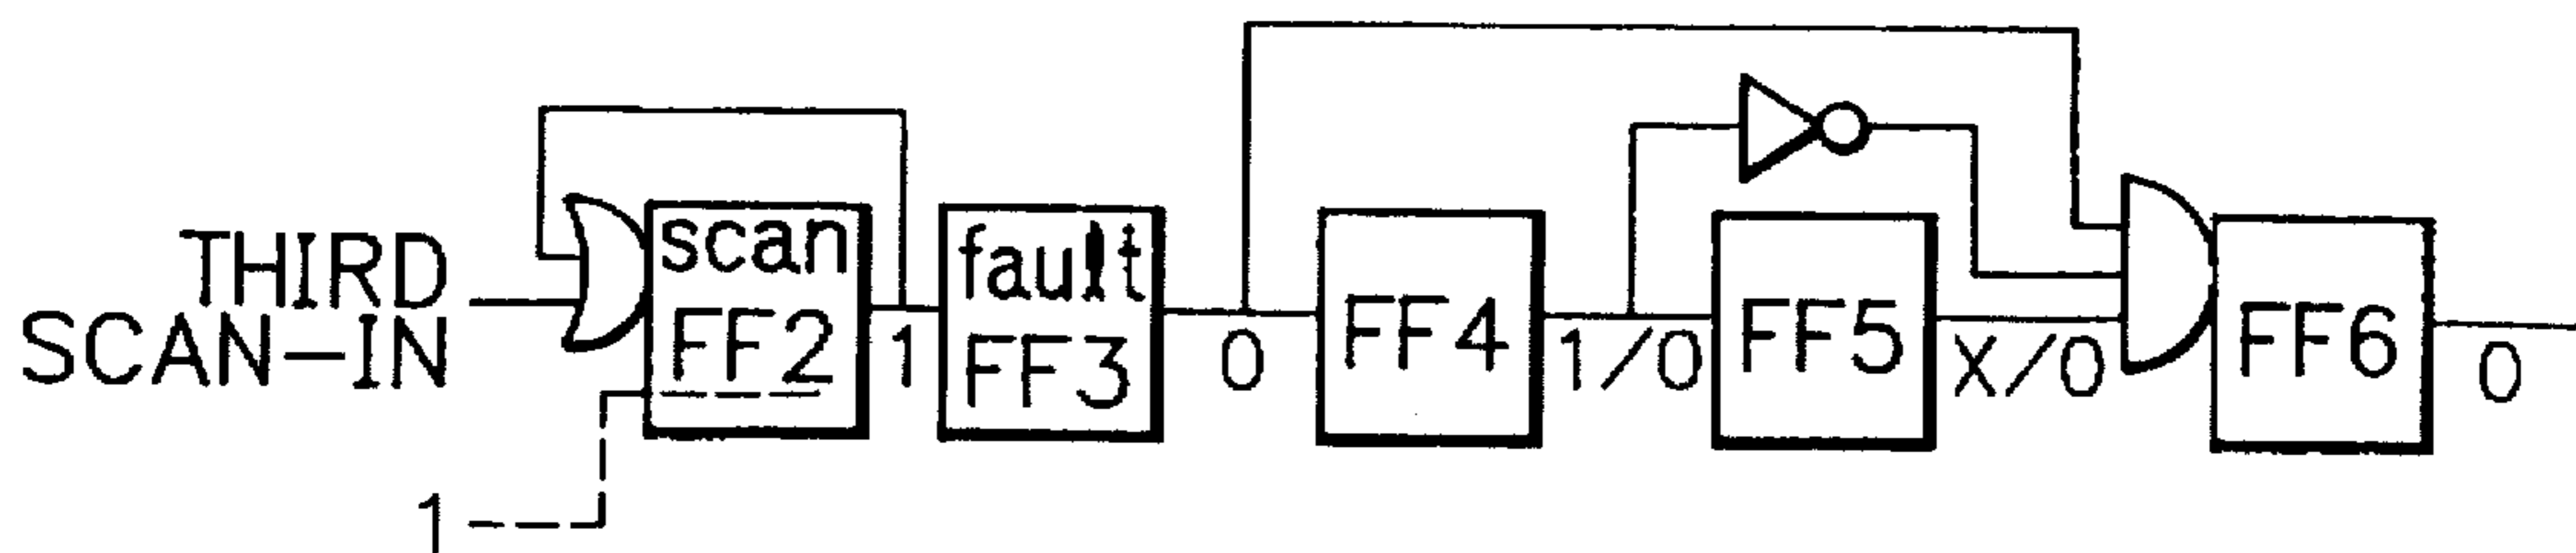 THIRD
SCAN-IN
1
scan
FF2
1
fault
FF3
0
FF4
1/0
FF5
X/0
FF6
0